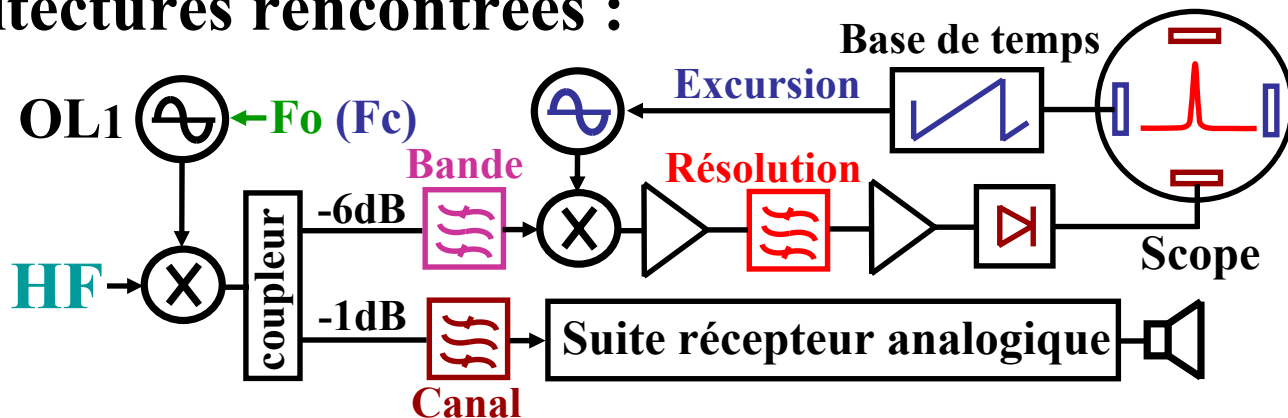 itectures rencontrées :
Base de temps
OL1
Fo (Fc)
Excursion
Bande
Résolution
-6dB
coupleur
Scope
HF
-1dB
Suite récepteur analogique
Canal